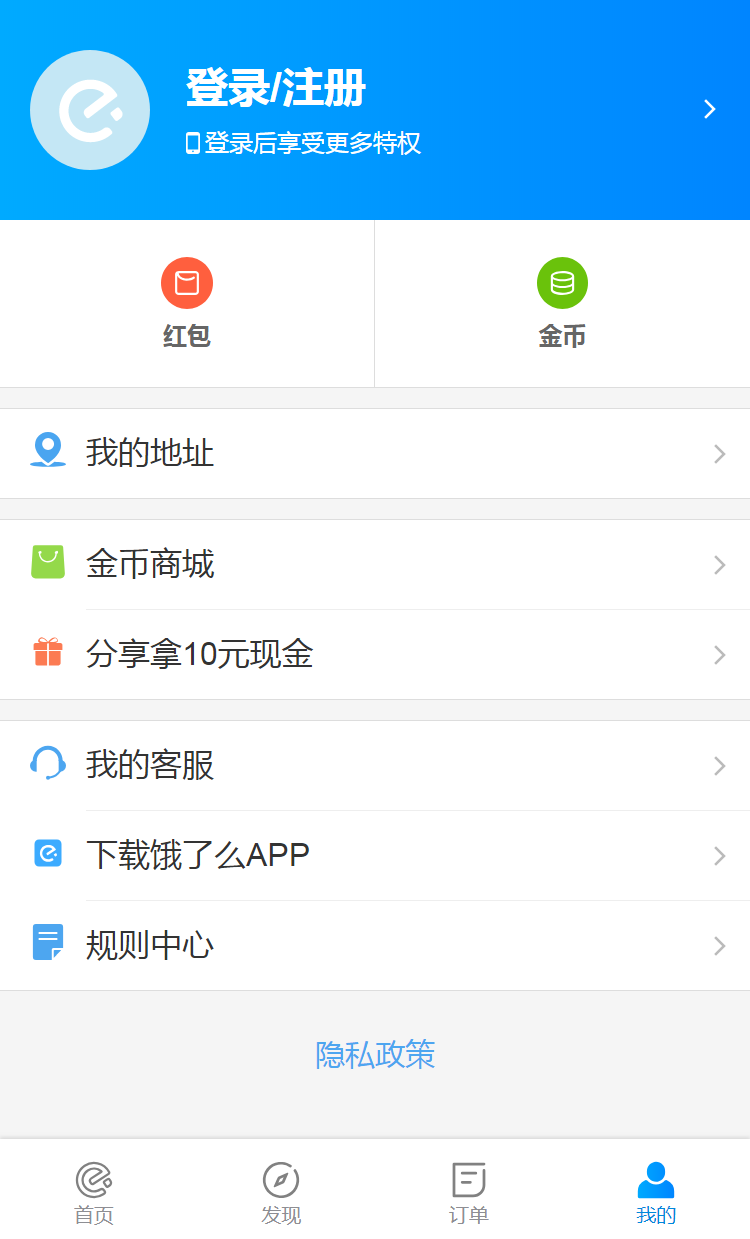 登录/注册
登录后享受更多特权
红包
金币
我的地址
金币商城
分享拿10元现金
我的客服
下载饿了么APP
规则中心
隐私政策
首页
发现
订单
我的